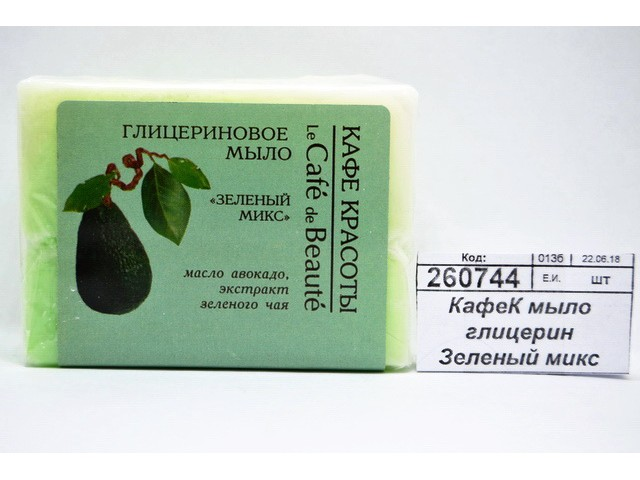 ГЛИЦЕРИНОВОЕ
МЫЛО
«ЗЕЛЕНЫЙ
МИКС»
масло авокадо,
экстракт
зеленого чая
КАФЕ КРАСОТЫ
Le Café de Beauté
Код: 013б 22.06.18
260744 Е.И. шт
КафеК мыло
глицерин
Зеленый микс